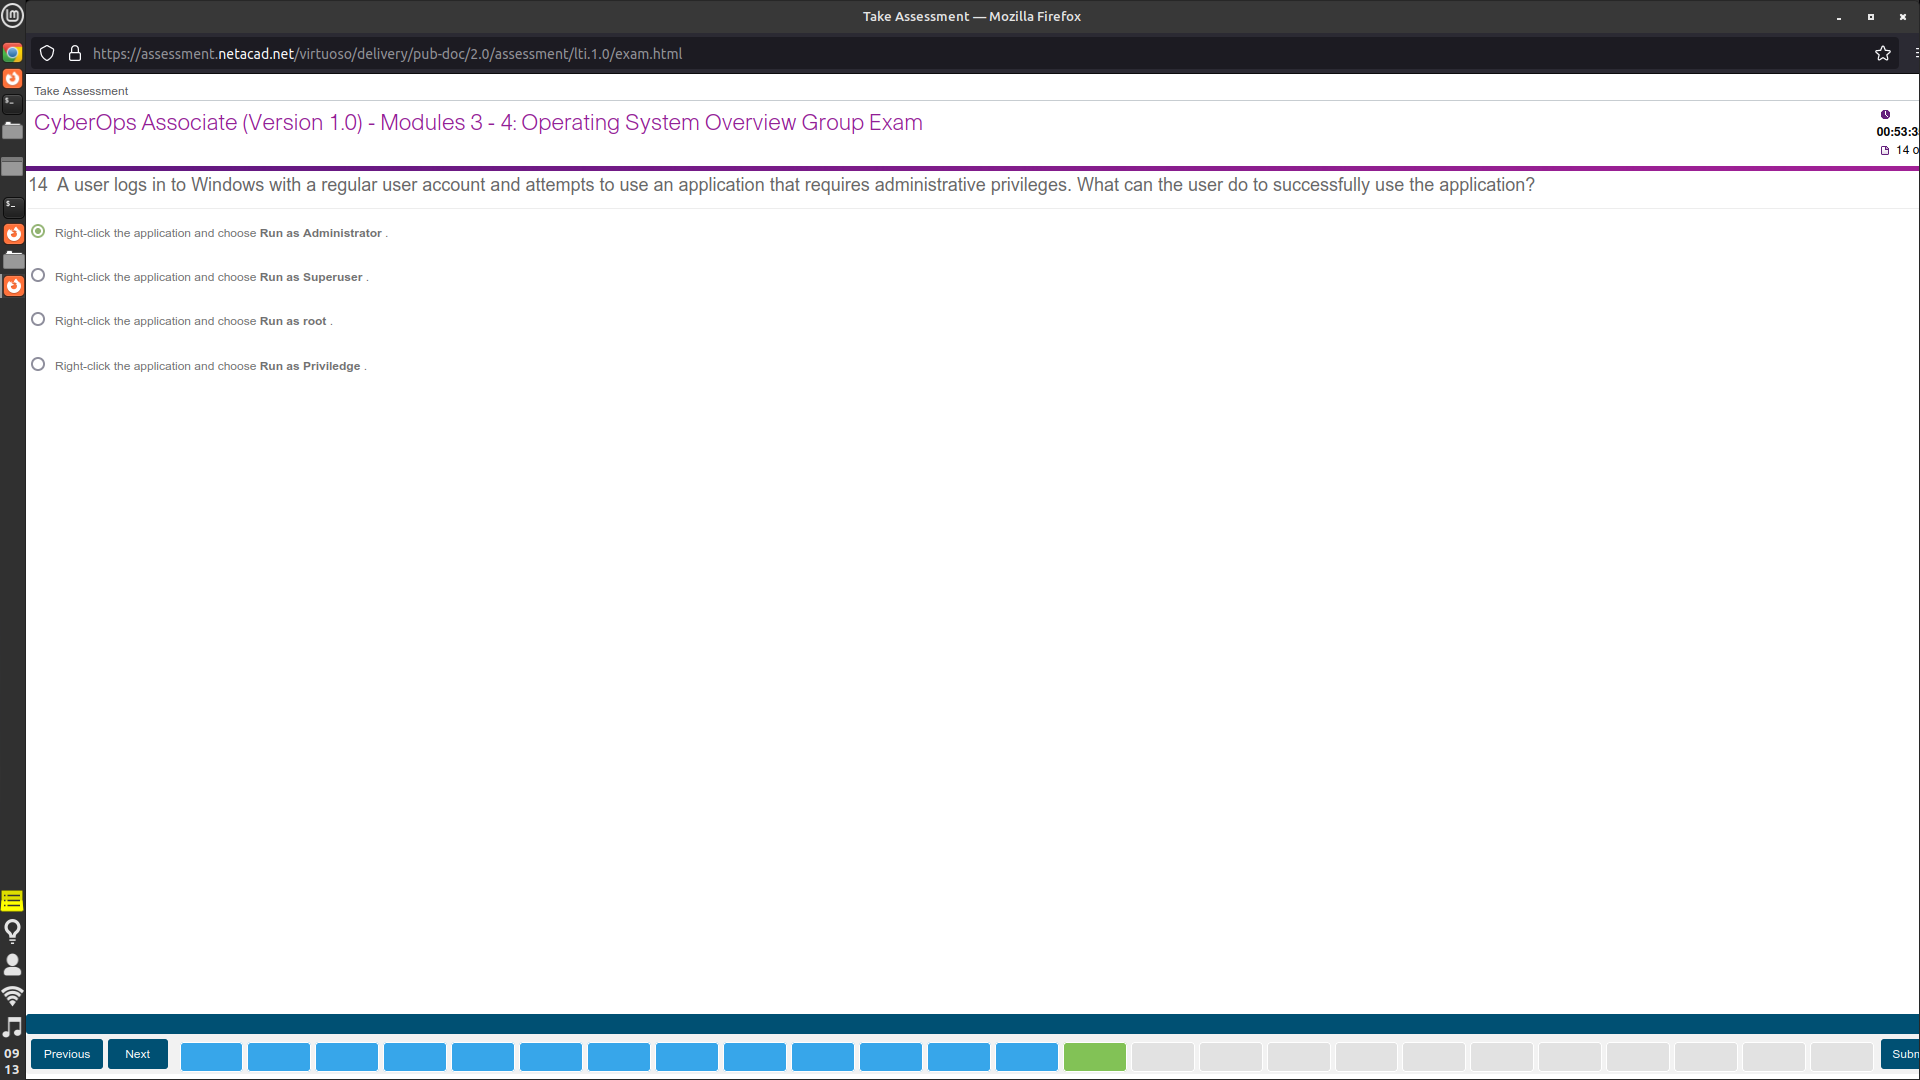 Take Assessment — Mozilla Firefox
https://assessment.netacad.net/virtuoso/delivery/pub-doc/2.0/assessment/lti.1.0/exam.html
Take Assessment
CyberOps Associate (Version 1.0) - Modules 3 - 4: Operating System Overview Group Exam
00:53:3
14 o
14 A user logs in to Windows with a regular user account and attempts to use an application that requires administrative privileges. What can the user do to successfully use the application?
Right-click the application and choose Run as Administrator .
Right-click the application and choose Run as Superuser .
Right-click the application and choose Run as root .
Right-click the application and choose Run as Priviledge .
Previous
Next
Subm
09
13